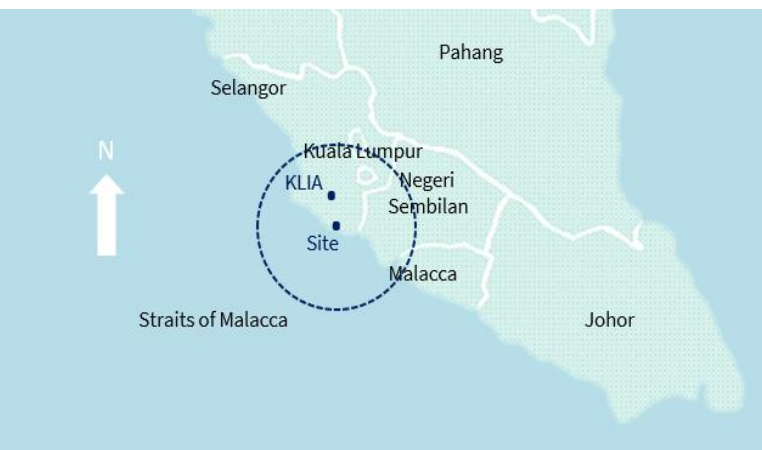 Pahang
Selangor
N
Kuala Lumpur
KLIA
Negeri
Sembilan
Site
Malacca
Straits of Malacca
Johor